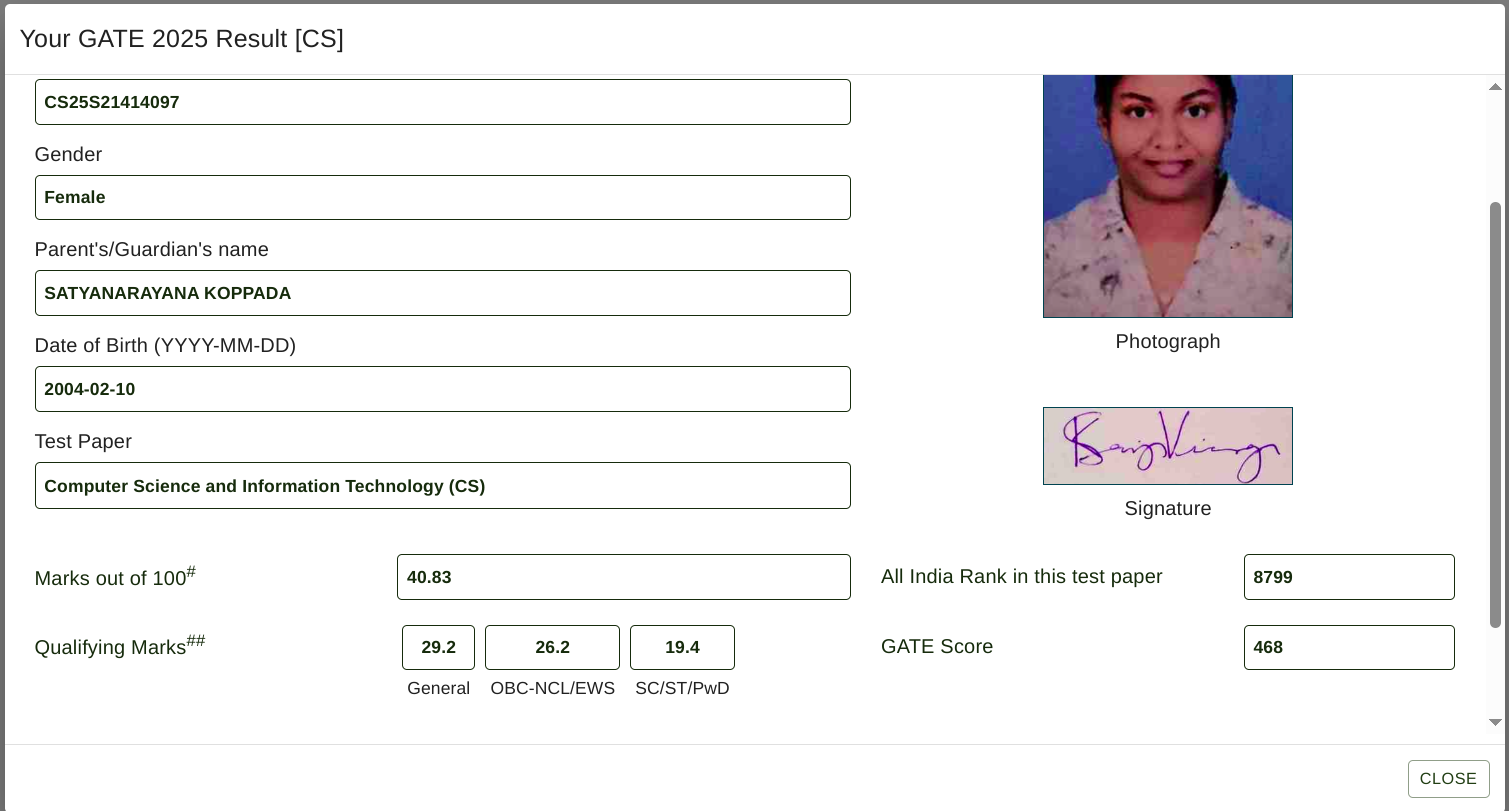 Your GATE 2025 Result [CS]
CS25S21414097
Gender
Female
Parent's/Guardian's name
SATYANARAYANA KOPPADA
Date of Birth (YYYY-MM-DD)
2004-02-10
Test Paper
Computer Science and Information Technology (CS)
Photograph
Signature
Marks out of 100#
40.83
All India Rank in this test paper
8799
Qualifying Marks##
29.2 26.2 19.4
General OBC-NCL/EWS SC/ST/PwD
GATE Score
468
CLOSE